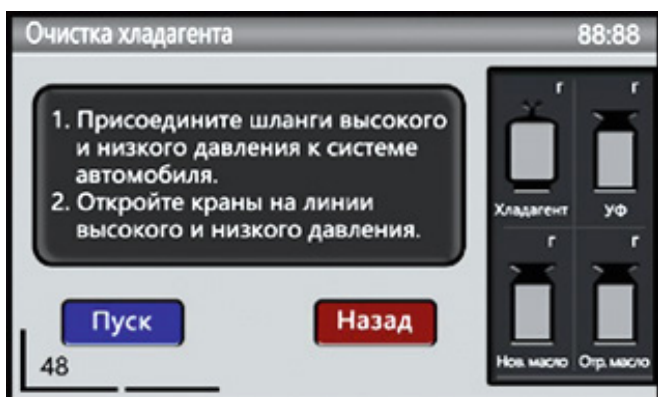 Очистка хладагента 88:88
1. Присоедините шланги высокого
и низкого давления к системе
автомобиля.
2. Откройте краны на линии
высокого и низкого давления.
г г
Хладагент УФ
г г
Нов. масло Отр. масло
Пуск Назад
48